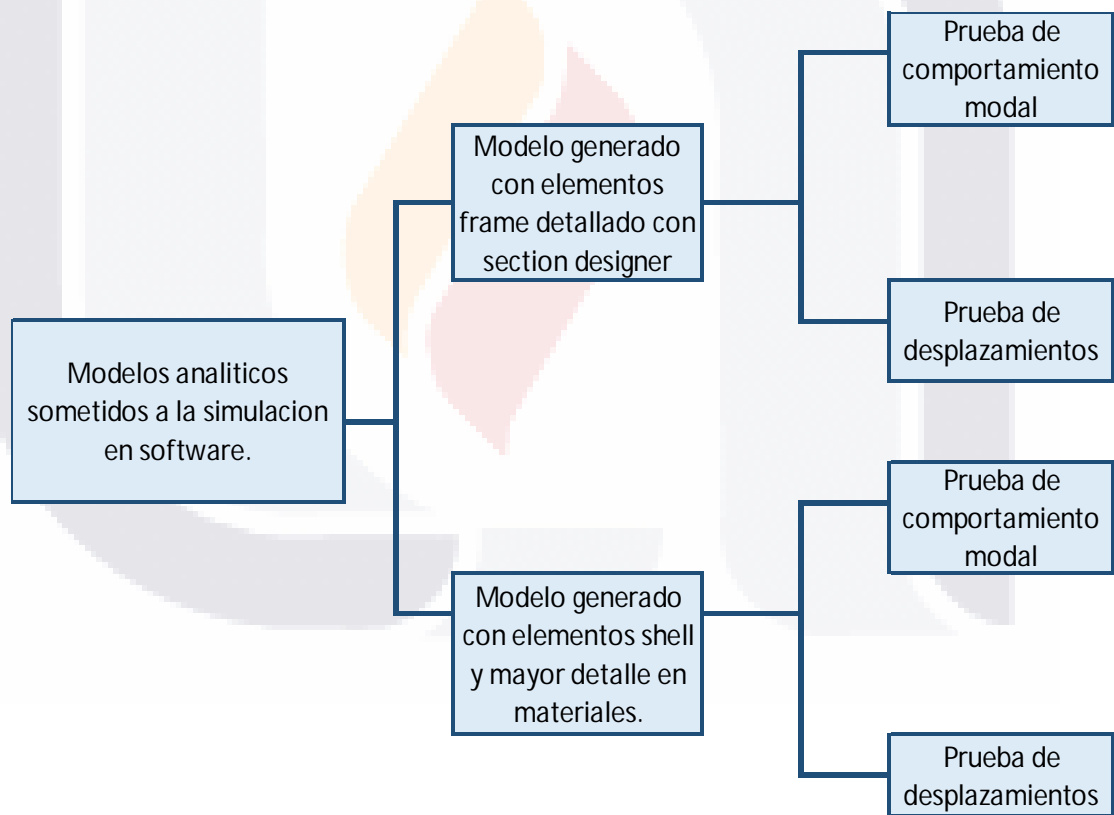 Modelos analiticos
sometidos a la simulacion
en software.
Modelo generado
con elementos
frame detallado con
section designer
Prueba de
comportamiento
modal
Prueba de
desplazamientos
Modelo generado
con elementos shell
y mayor detalle en
materiales.
Prueba de
comportamiento
modal
Prueba de
desplazamientos